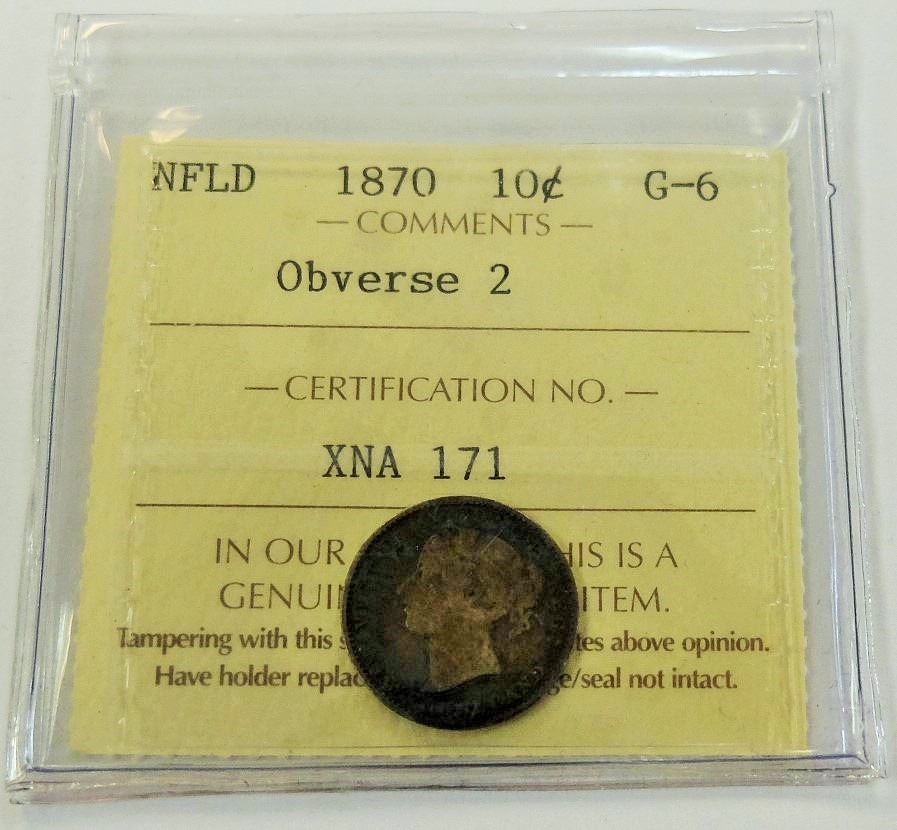 NFLD 1870 10¢ G-6
— COMMENTS —
Obverse 2
— CERTIFICATION NO. —
XNA 171
IN OUR HIS IS A
GENUI ITEM.
Tampering with this s tes above opinion.
Have holder replac ge/seal not intact.